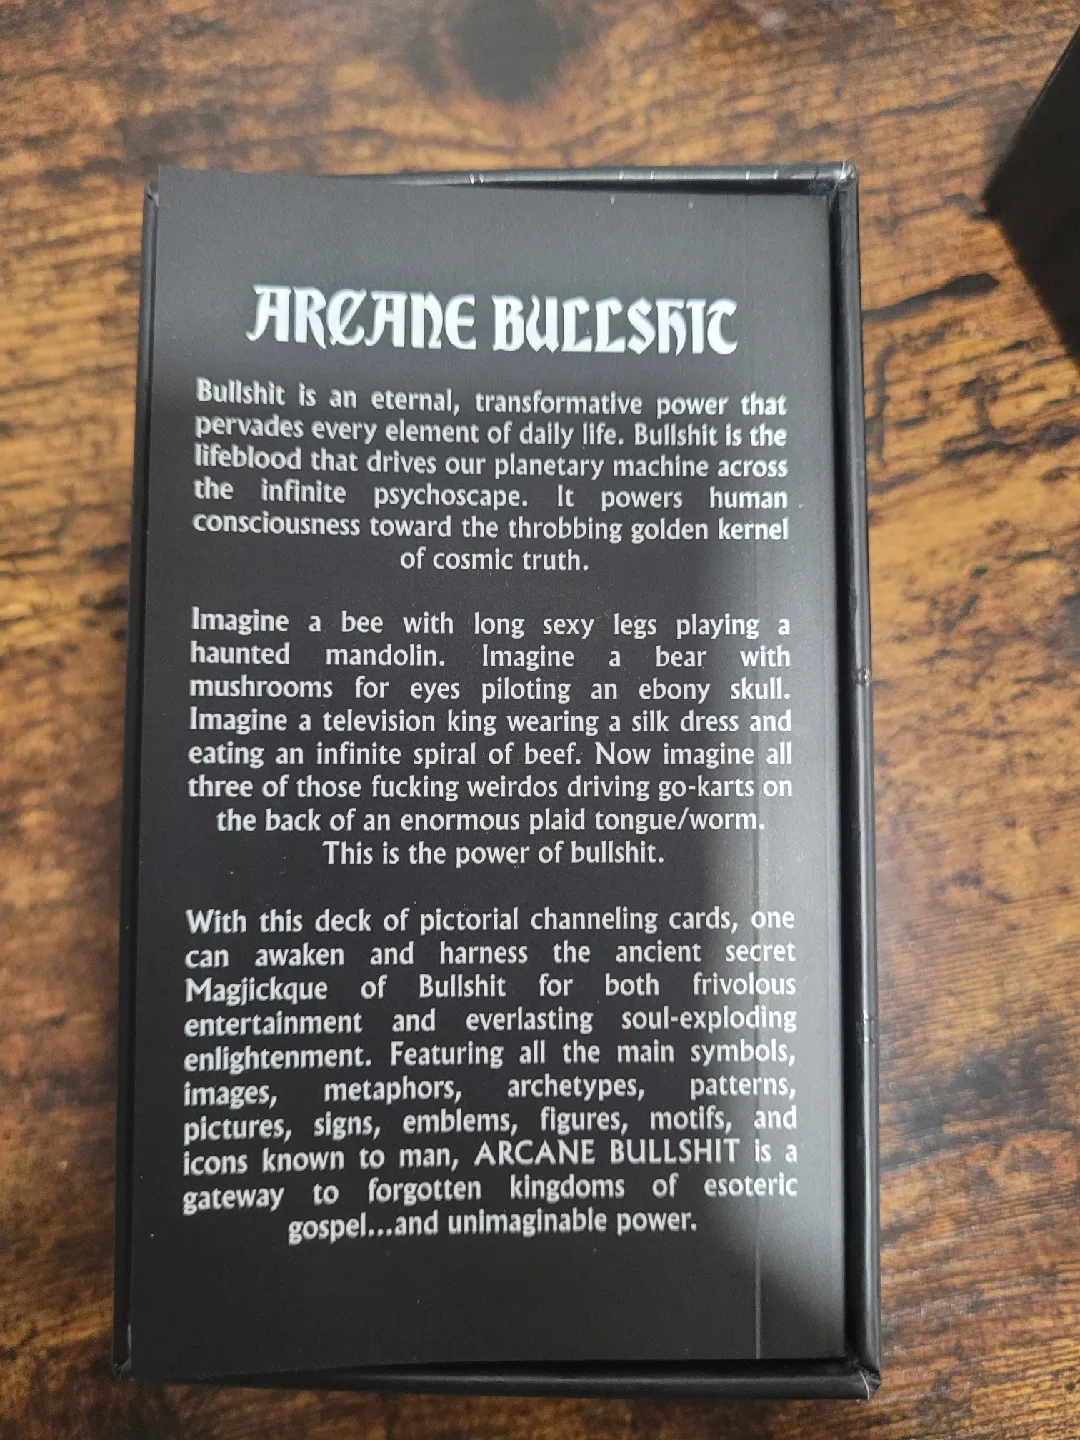 ARCANE BULLSHIT
Bullshit is an eternal, transformative power that
pervades every element of daily life. Bullshit is the
lifeblood that drives our planetary machine across
the infinite psychoscape. It powers human
consciousness toward the throbbing golden kernel
of cosmic truth.
Imagine a bee with long sexy legs playing a
haunted mandolin. Imagine a bear with
mushrooms for eyes piloting an ebony skull.
Imagine a television king wearing a silk dress and
eating an infinite spiral of beef. Now imagine all
three of those fucking weirdos driving go-karts on
the back of an enormous plaid tongue/worm.
This is the power of bullshit.
With this deck of pictorial channeling cards, one
can awaken and harness the ancient secret
Magjickque of Bullshit for both frivolous
entertainment and everlasting soul-exploding
enlightenment. Featuring all the main symbols,
images, metaphors, archetypes, patterns,
pictures, signs, emblems, figures, motifs, and
icons known to man, ARCANE BULLSHIT is a
gateway to forgotten kingdoms of esoteric
gospel...and unimaginable power.